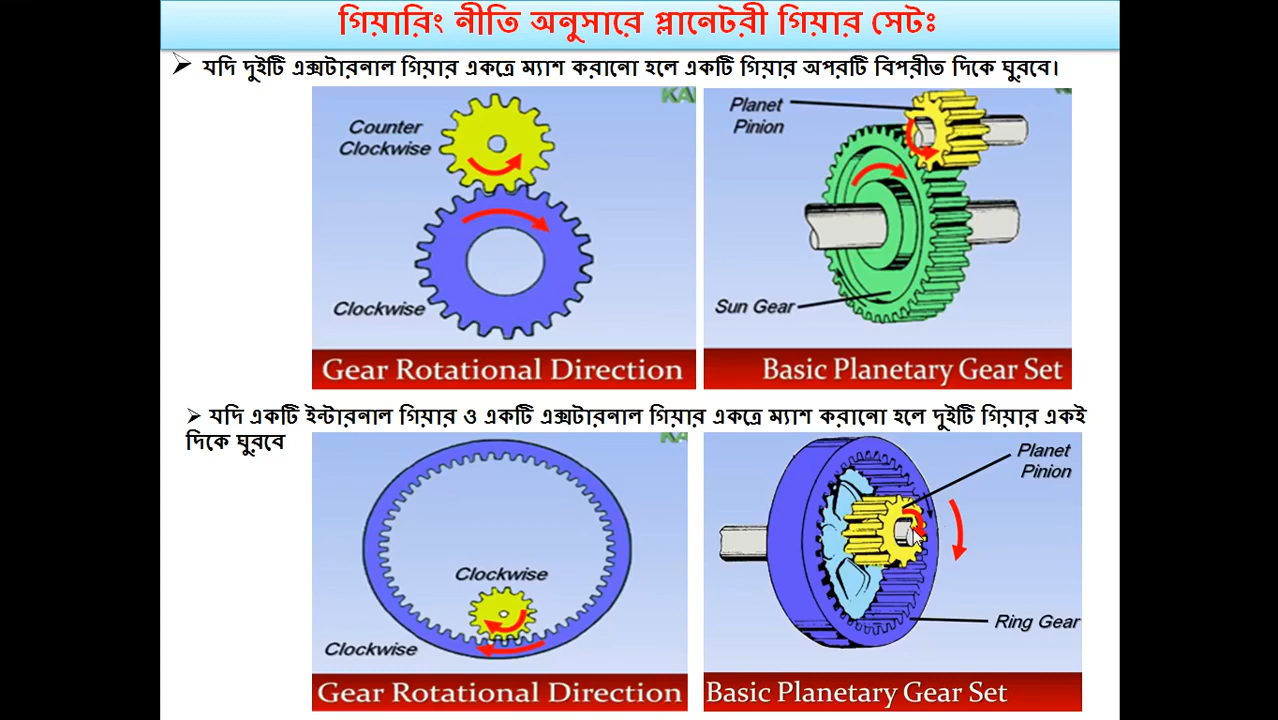 গিয়ারিং নীতি অনুসারে প্লানেটরী গিয়ার সেটঃ
যদি দুইটি এক্সটারনাল গিয়ার একত্রে ম্যাশ করানো হলে একটি গিয়ার অপরটি বিপরীত দিকে ঘুরবে।
Counter
Clockwise
Clockwise
Gear Rotational Direction
Planet
Pinion
Sun Gear
Basic Planetary Gear Set
যদি একটি ইন্টারনাল গিয়ার ও একটি এক্সটারনাল গিয়ার একত্রে ম্যাশ করানো হলে দুইটি গিয়ার একই
দিকে ঘুরবে
Clockwise
Clockwise
Gear Rotational Direction
Planet
Pinion
Ring Gear
Basic Planetary Gear Set